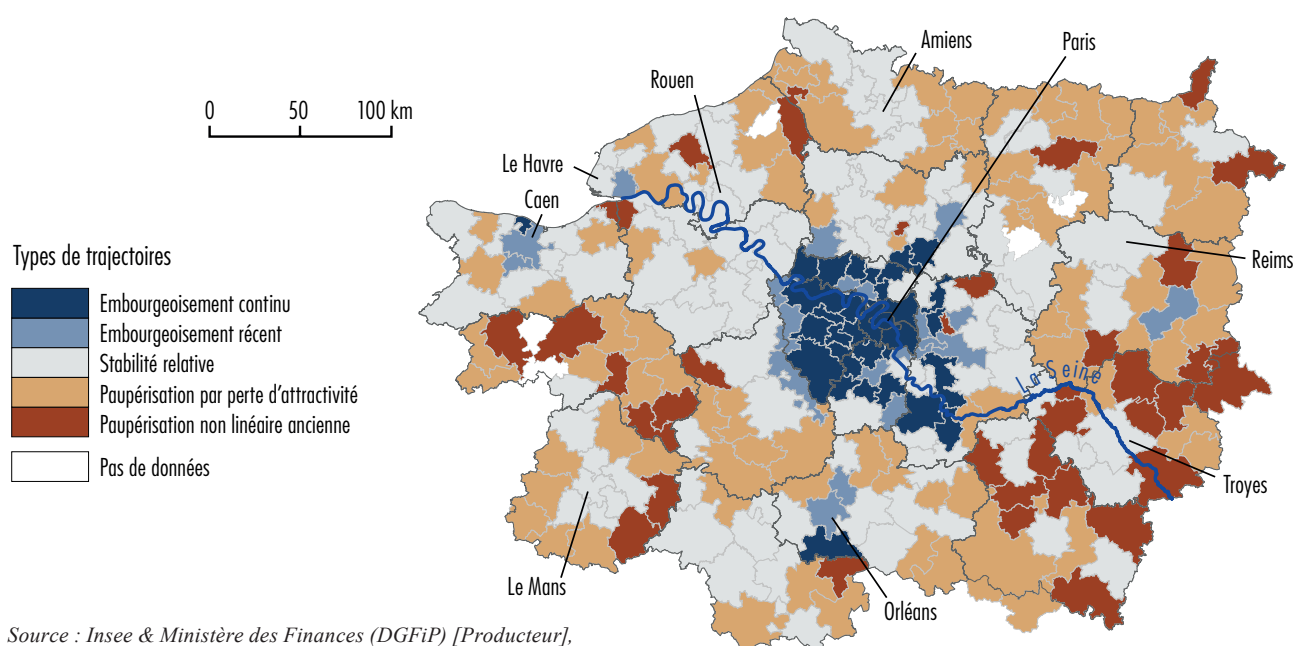 Amiens
Paris
Rouen
0 50 100 km
Le Havre
Caen
Types de trajectoires
Reims
Embourgeoisement continu
Embourgeoisement récent
Stabilité relative
La Seine
Paupérisation par perte d'attractivité
Paupérisation non linéaire ancienne
Pas de données
Troyes
Le Mans
Orléans
Source : Insee & Ministère des Finances (DGFiP) [Producteur],